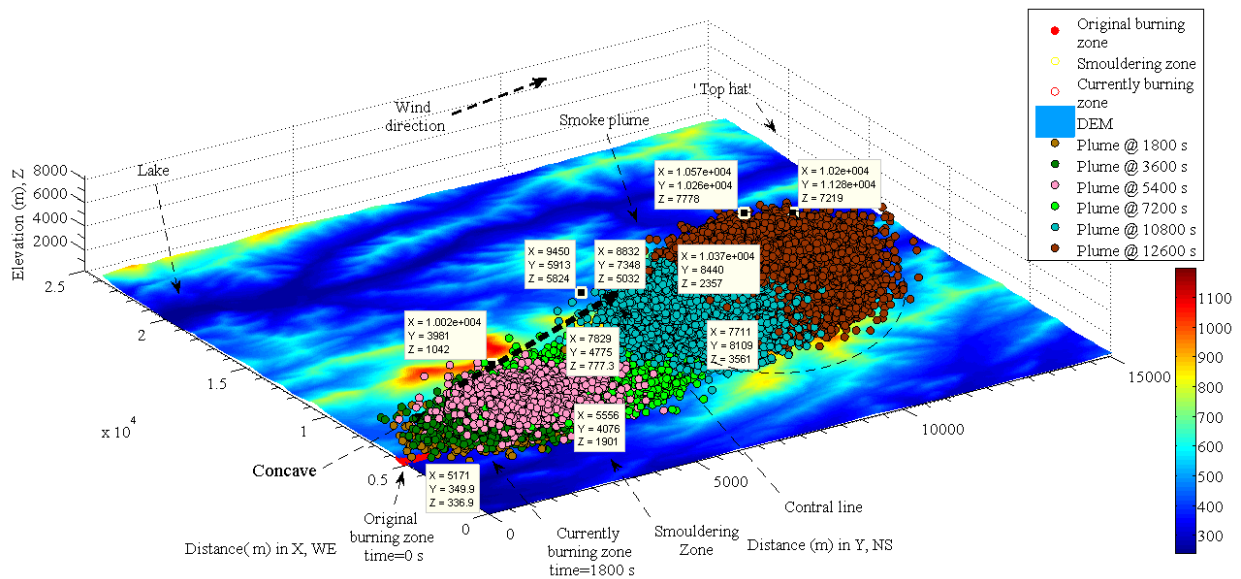 Original burning
zone
Smouldering zone
Currently burning
zone
DEM
Plume @ 1800 s
Plume @ 3600 s
Plume @ 5400 s
Plume @ 7200 s
Plume @ 10800 s
Plume @ 12600 s
Wind
direction
'Top hat'
Smoke plume
Lake
8000
6000
4000
2000
Elevation (m), Z
X = 1.057e+004
Y = 1.026e+004
Z = 7778
X = 1.02e+004
Y = 1.128e+004
Z = 7219
X = 9450
Y = 5913
Z = 5824
X = 8832
Y = 7348
Z = 5032
X = 1.037e+004
Y = 8440
Z = 2357
X = 1.002e+004
Y = 3981
Z = 1042
X = 7829
Y = 4775
Z = 777.3
X = 7711
Y = 8109
Z = 3561
X = 5556
Y = 4076
Z = 1901
X = 5171
Y = 349.9
Z = 336.9
2.5
2
1.5
1
0.5
0
x 10 4
0
5000
10000
15000
Concave
Original
burning zone
time=0 s
Currently
burning zone
time=1800 s
Smouldering
Zone
Contral line
Distance( m) in X, WE
Distance (m) in Y, NS
1100
1000
900
800
700
600
500
400
300